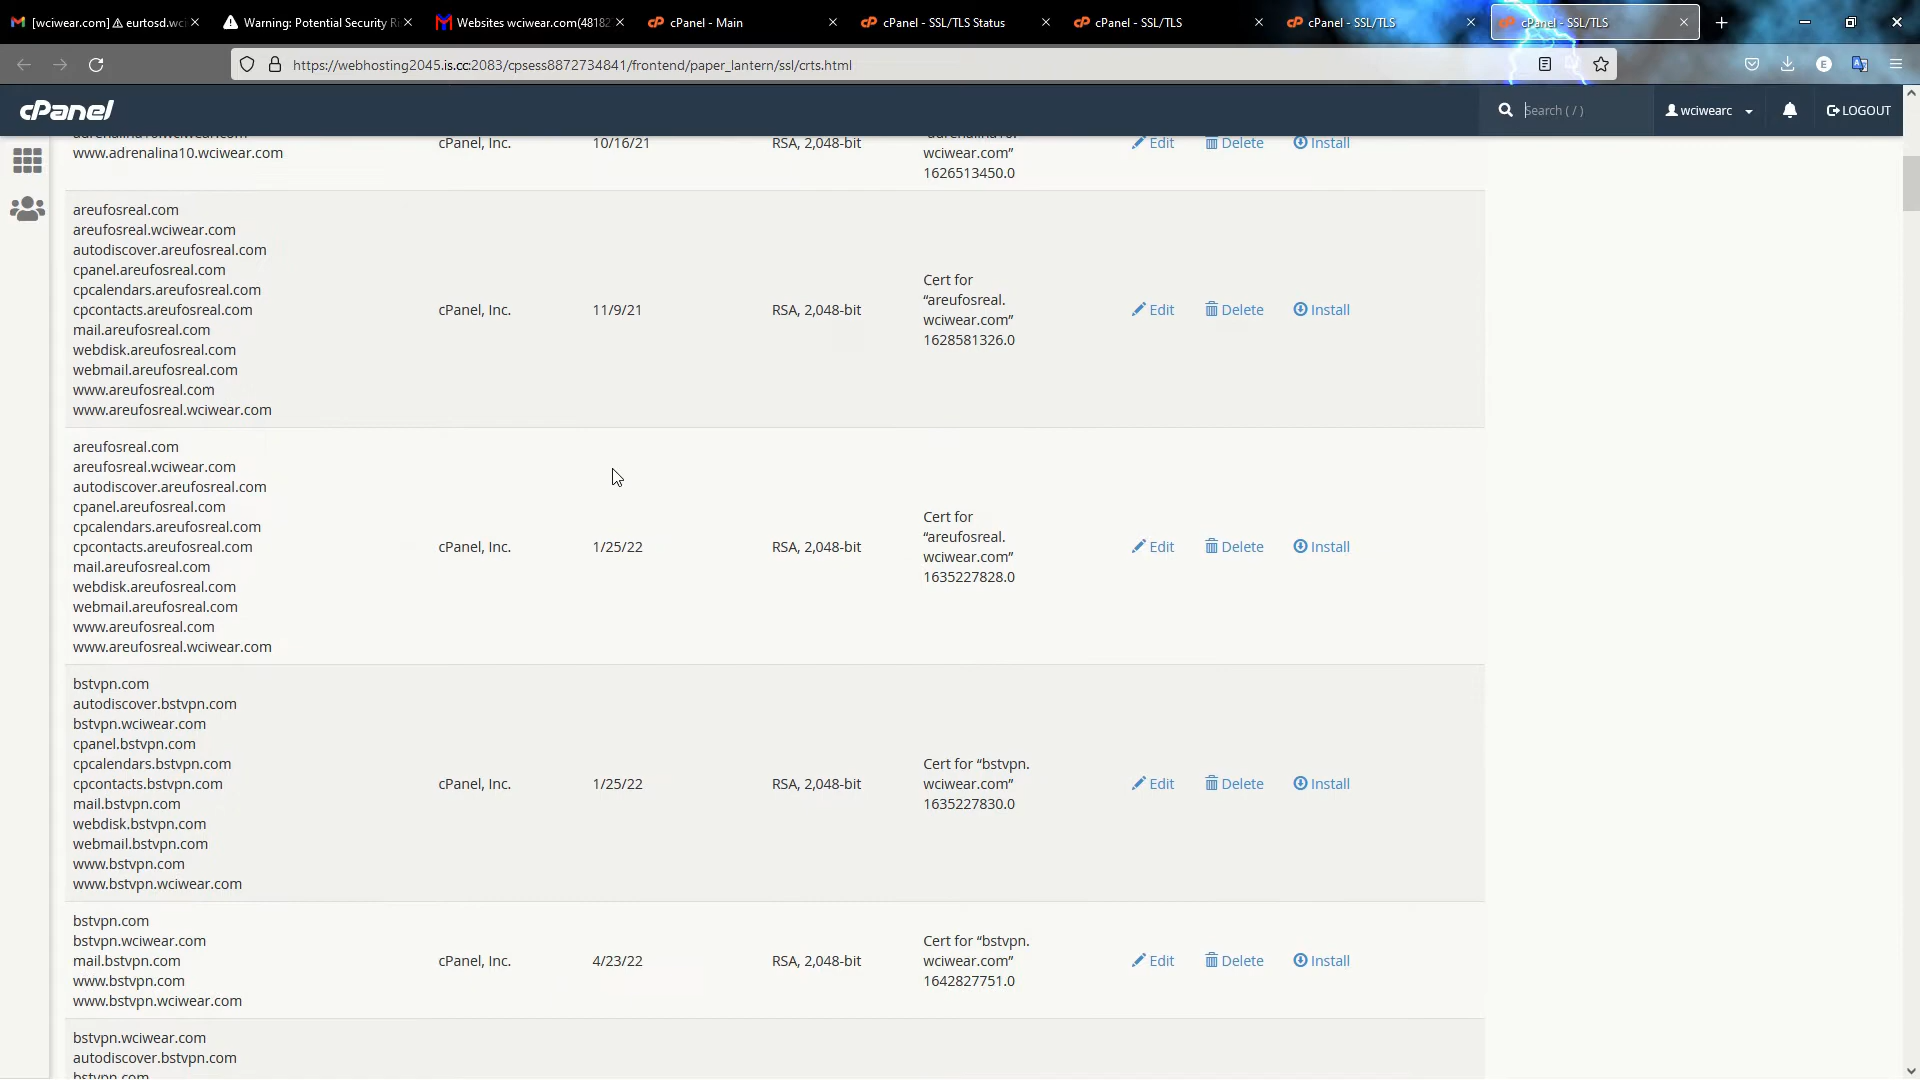 [wciwear.com] ⚠ eurtosd.wc
Warning: Potential Security Ri
Websites wciwear.com(48182
cPanel - Main
cPanel - SSL/TLS Status
cPanel - SSL/TLS
cPanel - SSL/TLS
cPanel - SSL/TLS
https://webhosting2045.is.cc:2083/cpsess8872734841/frontend/paper_lantern/ssl/crts.html
cPanel
Search ( / )
wciwearc
LOGOUT
www.adrenalina10.wciwear.com
cPanel, Inc.
10/16/21
RSA, 2,048-bit
wciwear.com”
1626513450.0
Edit
Delete
Install
areufosreal.com
areufosreal.wciwear.com
autodiscover.areufosreal.com
cpanel.areufosreal.com
cpcalendars.areufosreal.com
cpcontacts.areufosreal.com
mail.areufosreal.com
webdisk.areufosreal.com
webmail.areufosreal.com
www.areufosreal.com
www.areufosreal.wciwear.com
cPanel, Inc.
11/9/21
RSA, 2,048-bit
Cert for
“areufosreal.
wciwear.com”
1628581326.0
Edit
Delete
Install
areufosreal.com
areufosreal.wciwear.com
autodiscover.areufosreal.com
cpanel.areufosreal.com
cpcalendars.areufosreal.com
cpcontacts.areufosreal.com
mail.areufosreal.com
webdisk.areufosreal.com
webmail.areufosreal.com
www.areufosreal.com
www.areufosreal.wciwear.com
cPanel, Inc.
1/25/22
RSA, 2,048-bit
Cert for
“areufosreal.
wciwear.com”
1635227828.0
Edit
Delete
Install
bstvpn.com
autodiscover.bstvpn.com
bstvpn.wciwear.com
cpanel.bstvpn.com
cpcalendars.bstvpn.com
cpcontacts.bstvpn.com
mail.bstvpn.com
webdisk.bstvpn.com
webmail.bstvpn.com
www.bstvpn.com
www.bstvpn.wciwear.com
cPanel, Inc.
1/25/22
RSA, 2,048-bit
Cert for “bstvpn.
wciwear.com”
1635227830.0
Edit
Delete
Install
bstvpn.com
bstvpn.wciwear.com
mail.bstvpn.com
www.bstvpn.com
www.bstvpn.wciwear.com
cPanel, Inc.
4/23/22
RSA, 2,048-bit
Cert for “bstvpn.
wciwear.com”
1642827751.0
Edit
Delete
Install
bstvpn.wciwear.com
autodiscover.bstvpn.com
bstvpn.com